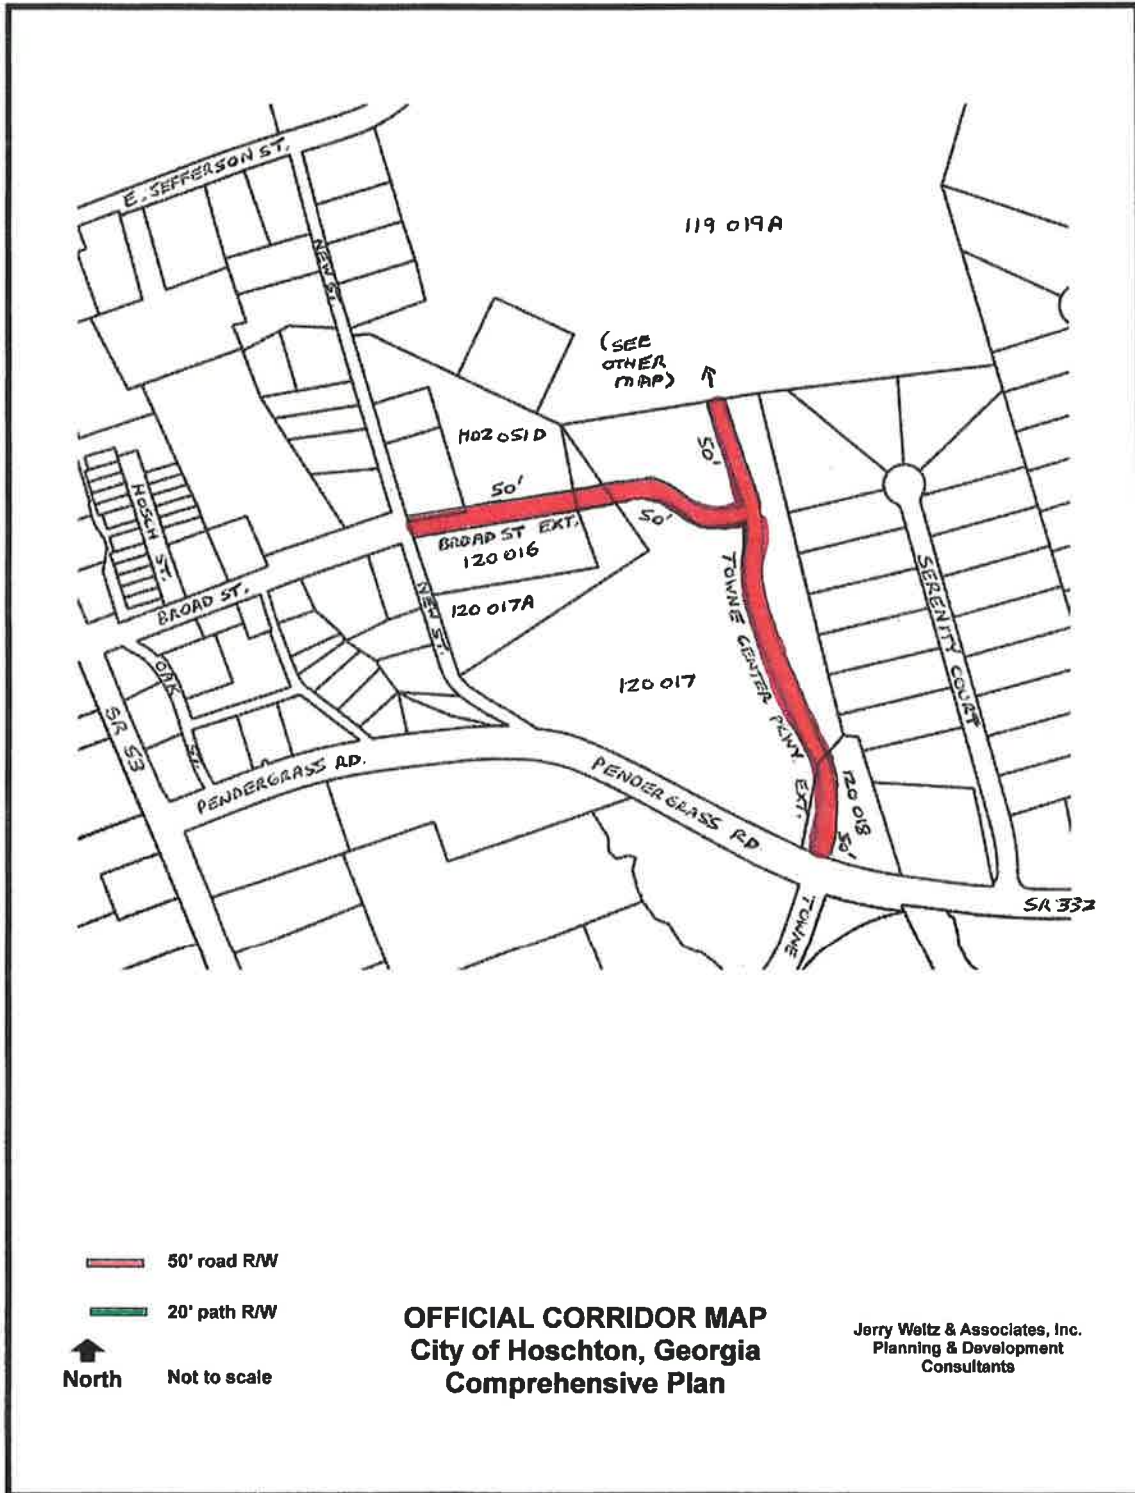 E. JEFFERSON ST.
NEW ST.
119 019A
(SEE
OTHER
MAP)
H02 051D
50'
50'
BROAD ST EXT.
50'
120 016
HOSCH ST.
BROAD ST.
120 017A
NEW ST.
TOWNE CENTER PKWY. EXT.
SERENITY COURT
120 017
OAK ST.
SR 53
PENDERGRASS RD.
PENDERGRASS RD
120 018
50'
TOWNE
SR 332
50' road R/W
20' path R/W
North
Not to scale
OFFICIAL CORRIDOR MAP
City of Hoschton, Georgia
Comprehensive Plan
Jerry Weitz & Associates, Inc.
Planning & Development
Consultants